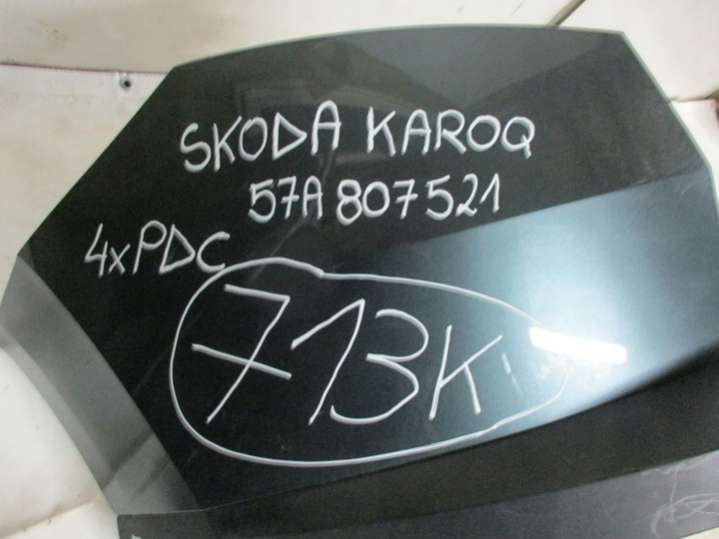 SKODA KAROQ
57A 807 521
4xPDC
713K